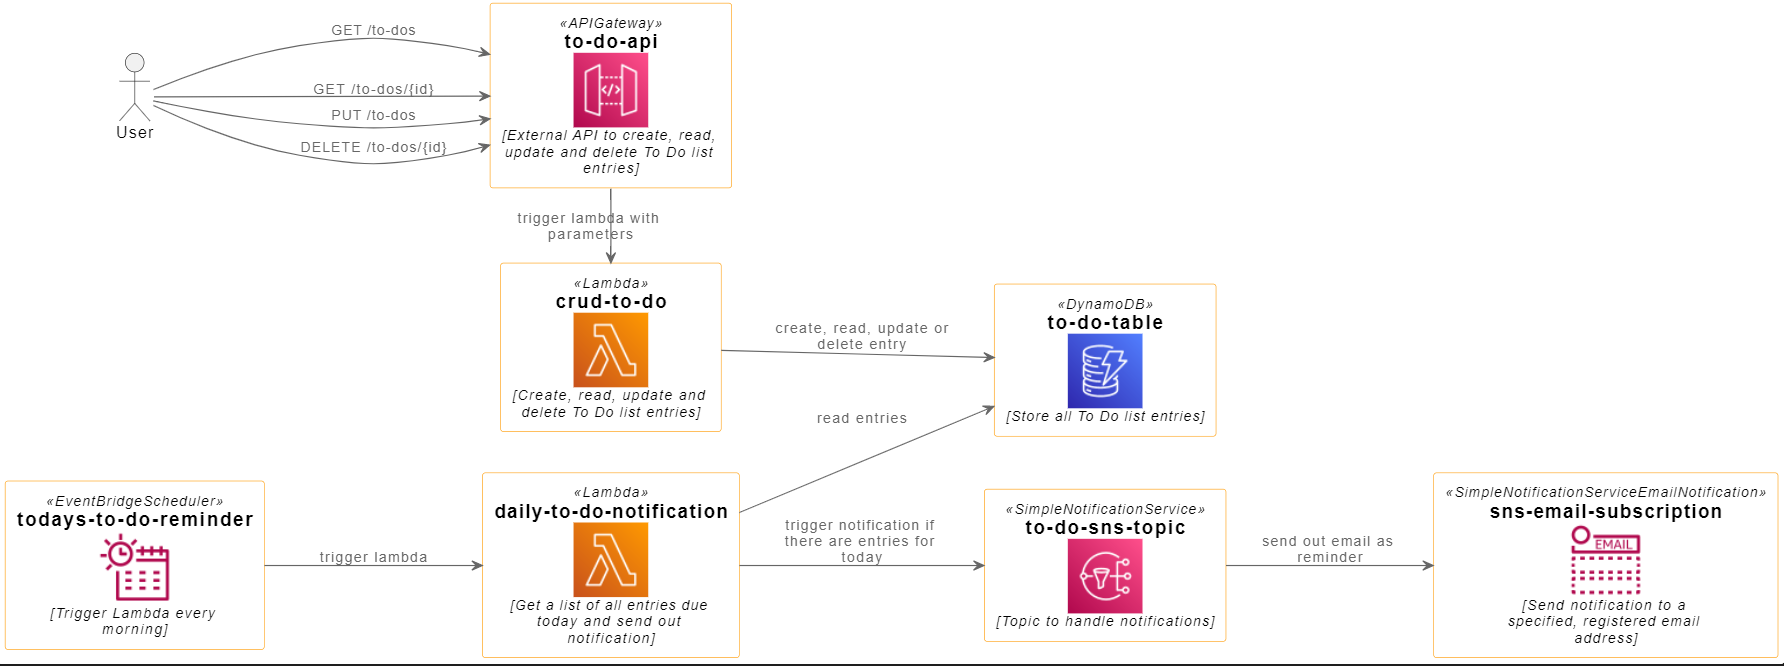 GET /to-dos
GET /to-dos/{id}
PUT /to-dos
DELETE /to-dos/{id}
User
«APIGateway»
to-do-api
[External API to create, read,
update and delete To Do list
entries]
trigger lambda with
parameters
«Lambda»
crud-to-do
[Create, read, update and
delete To Do list entries]
create, read, update or
delete entry
«DynamoDB»
to-do-table
[Store all To Do list entries]
read entries
«EventBridgeScheduler»
todays-to-do-reminder
[Trigger Lambda every
morning]
trigger lambda
«Lambda»
daily-to-do-notification
[Get a list of all entries due
today and send out
notification]
trigger notification if
there are entries for
today
«SimpleNotificationService»
to-do-sns-topic
[Topic to handle notifications]
send out email as
reminder
«SimpleNotificationServiceEmailNotification»
sns-email-subscription
EMAIL
[Send notification to a
specified, registered email
address]